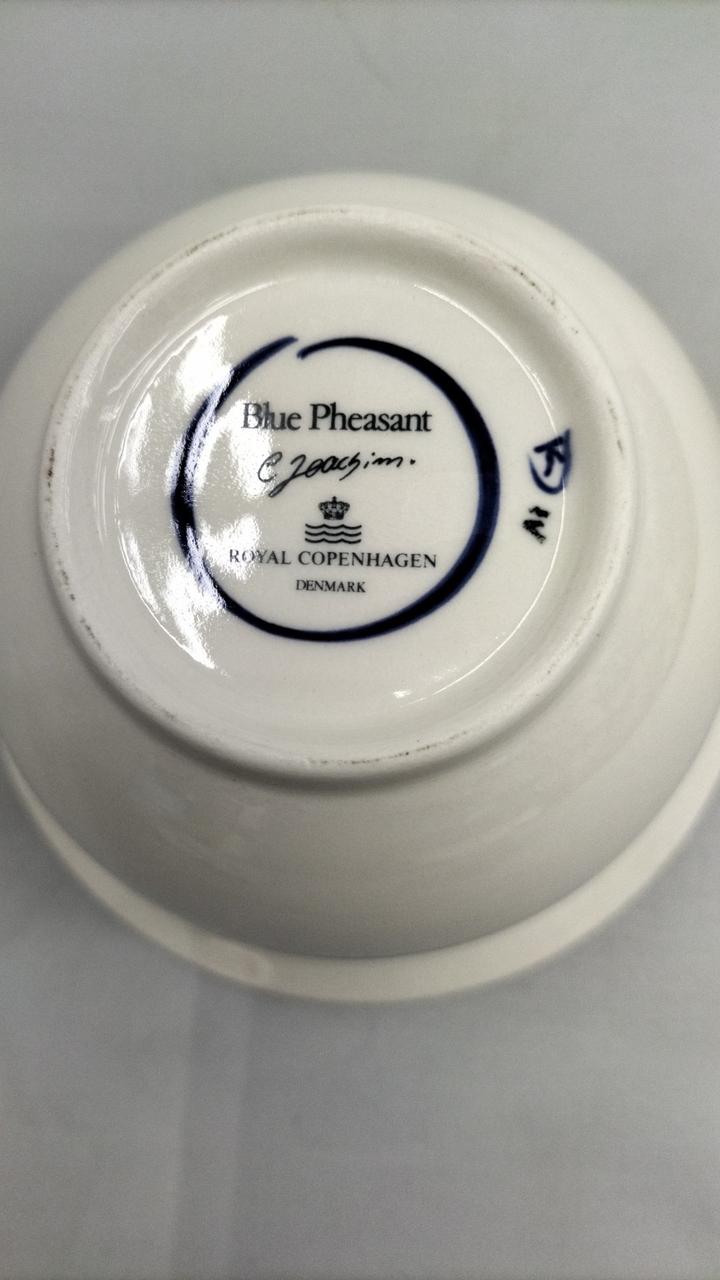 Blue Pheasant
C Joachim.
ROYAL COPENHAGEN
DENMARK